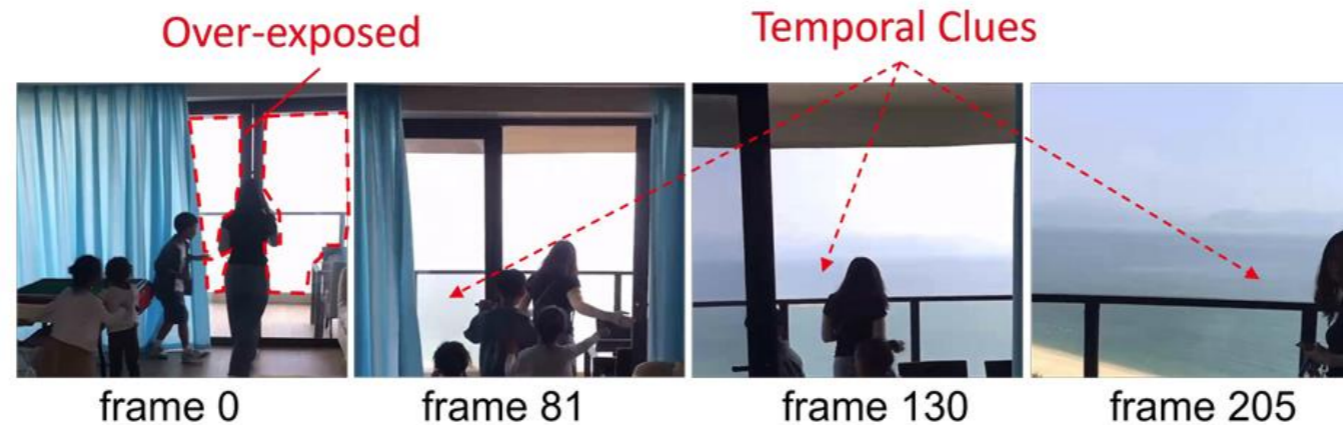 Over-exposed
Temporal Clues
frame 0
frame 81
frame 130
frame 205